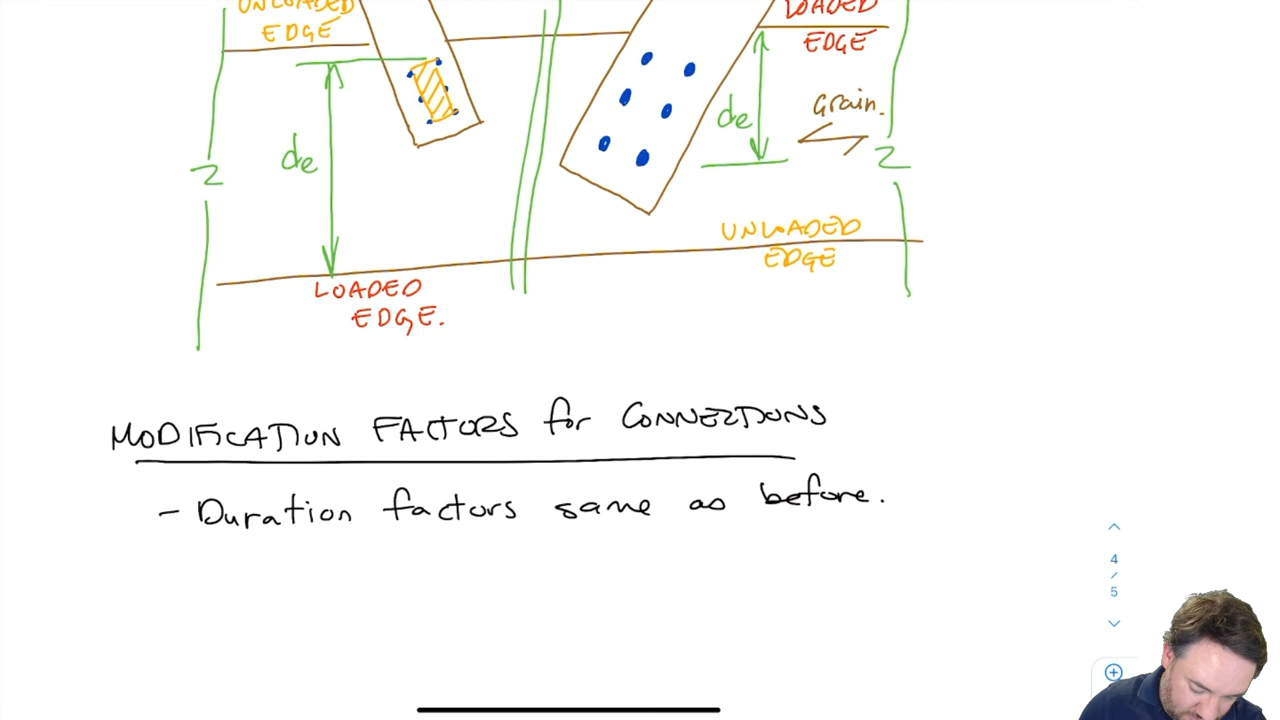 UNLOADED
EDGE
LOADED
EDGE
de
de
Grain.
UNLOADED
EDGE
LOADED
EDGE.
MODIFICATION FACTORS for CONNECTIONS
- Duration factors same as before.
4
/
5